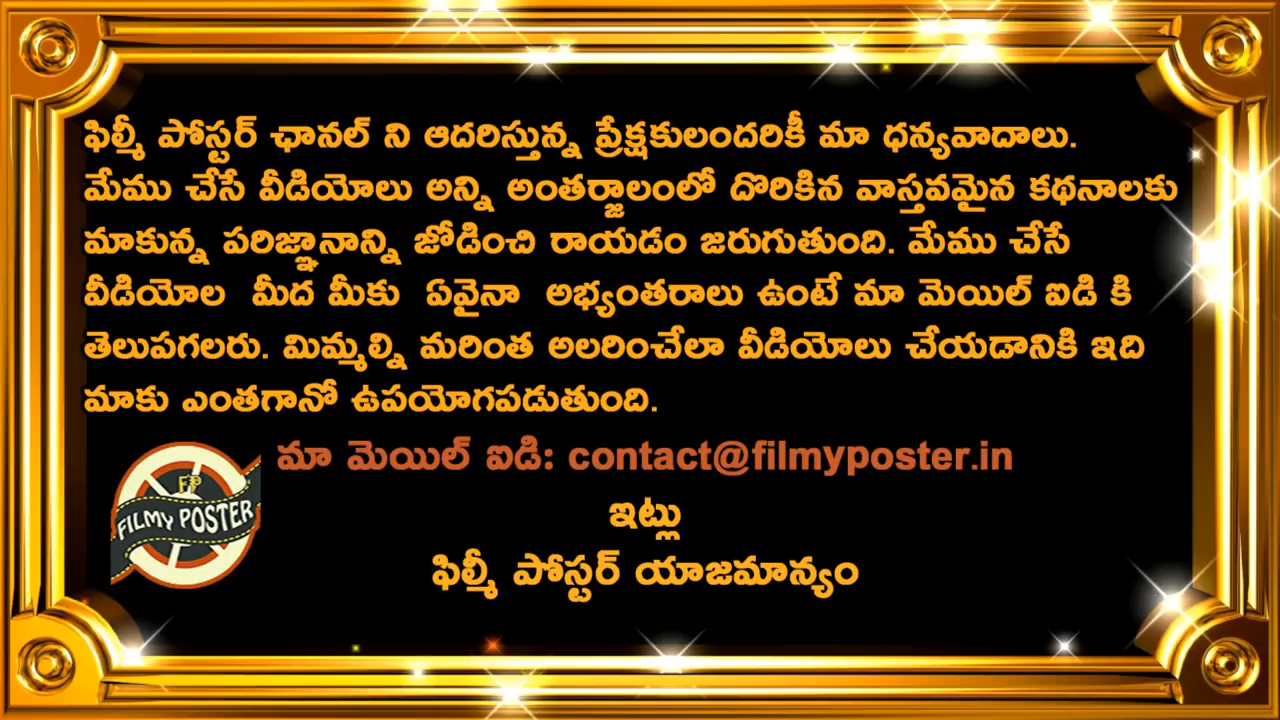 ఫిల్మీ పోస్టర్ ఛానల్ ని ఆదరిస్తున్న ప్రేక్షకులందరికీ మా ధన్యవాదాలు.
మేము చేసే వీడియోలు అన్ని అంతర్జాలంలో దొరికిన వాస్తవమైన కథనాలకు
మాకున్న పరిజ్ఞానాన్ని జోడించి రాయడం జరుగుతుంది. మేము చేసే
వీడియోల మీద మీకు ఏవైనా అభ్యంతరాలు ఉంటే మా మెయిల్ ఐడి కి
తెలుపగలరు. మిమ్మల్ని మరింత అలరించేలా వీడియోలు చేయడానికి ఇది
మాకు ఎంతగానో ఉపయోగపడుతుంది.
మా మెయిల్ ఐడి: contact@filmyposter.in
FP
FILMY POSTER
ఇట్లు
ఫిల్మీ పోస్టర్ యాజమాన్యం